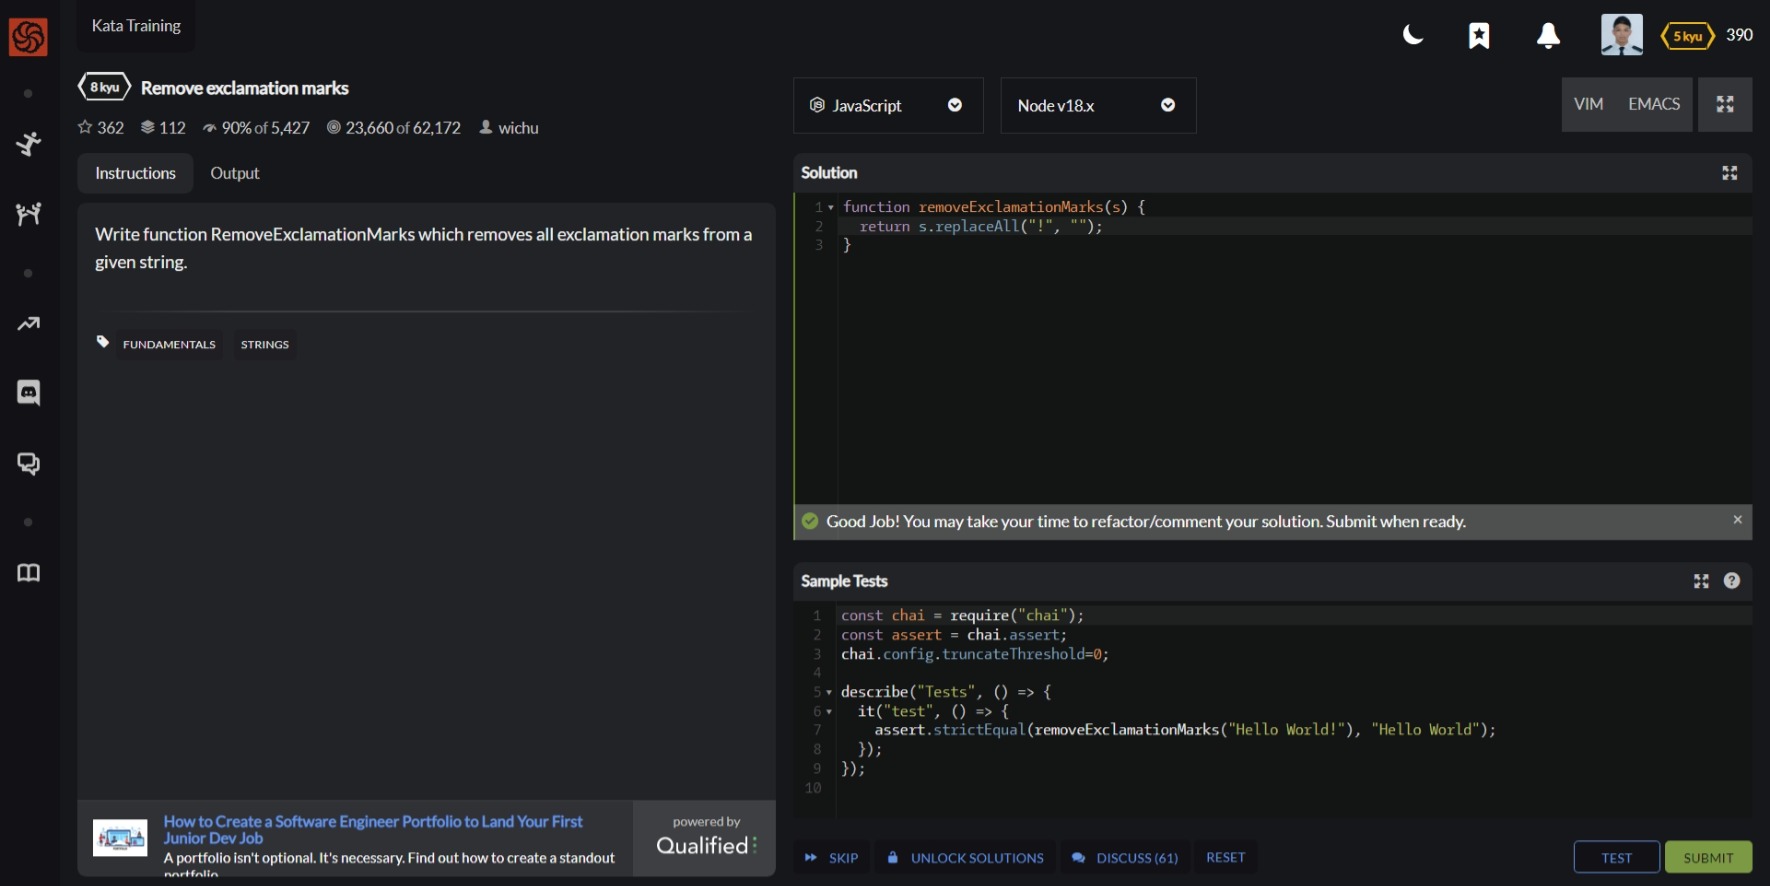 Kata Training
5 kyu 390
8 kyu Remove exclamation marks
362 112 90% of 5,427 23,660 of 62,172 wichu
Instructions Output
Write function RemoveExclamationMarks which removes all exclamation marks from a
given string.
FUNDAMENTALS STRINGS
How to Create a Software Engineer Portfolio to Land Your First
Junior Dev Job
A portfolio isn't optional. It's necessary. Find out how to create a standout
portfolio
powered by
Qualified
JavaScript Node v18.x VIM EMACS
Solution
1 function removeExclamationMarks(s) {
2 return s.replaceAll("!", "");
3 }
Good Job! You may take your time to refactor/comment your solution. Submit when ready. ×
Sample Tests ?
1 const chai = require("chai");
2 const assert = chai.assert;
3 chai.config.truncateThreshold=0;
4
5 describe("Tests", () => {
6 it("test", () => {
7 assert.strictEqual(removeExclamationMarks("Hello World!"), "Hello World");
8 });
9 });
10
SKIP UNLOCK SOLUTIONS DISCUSS (61) RESET TEST SUBMIT